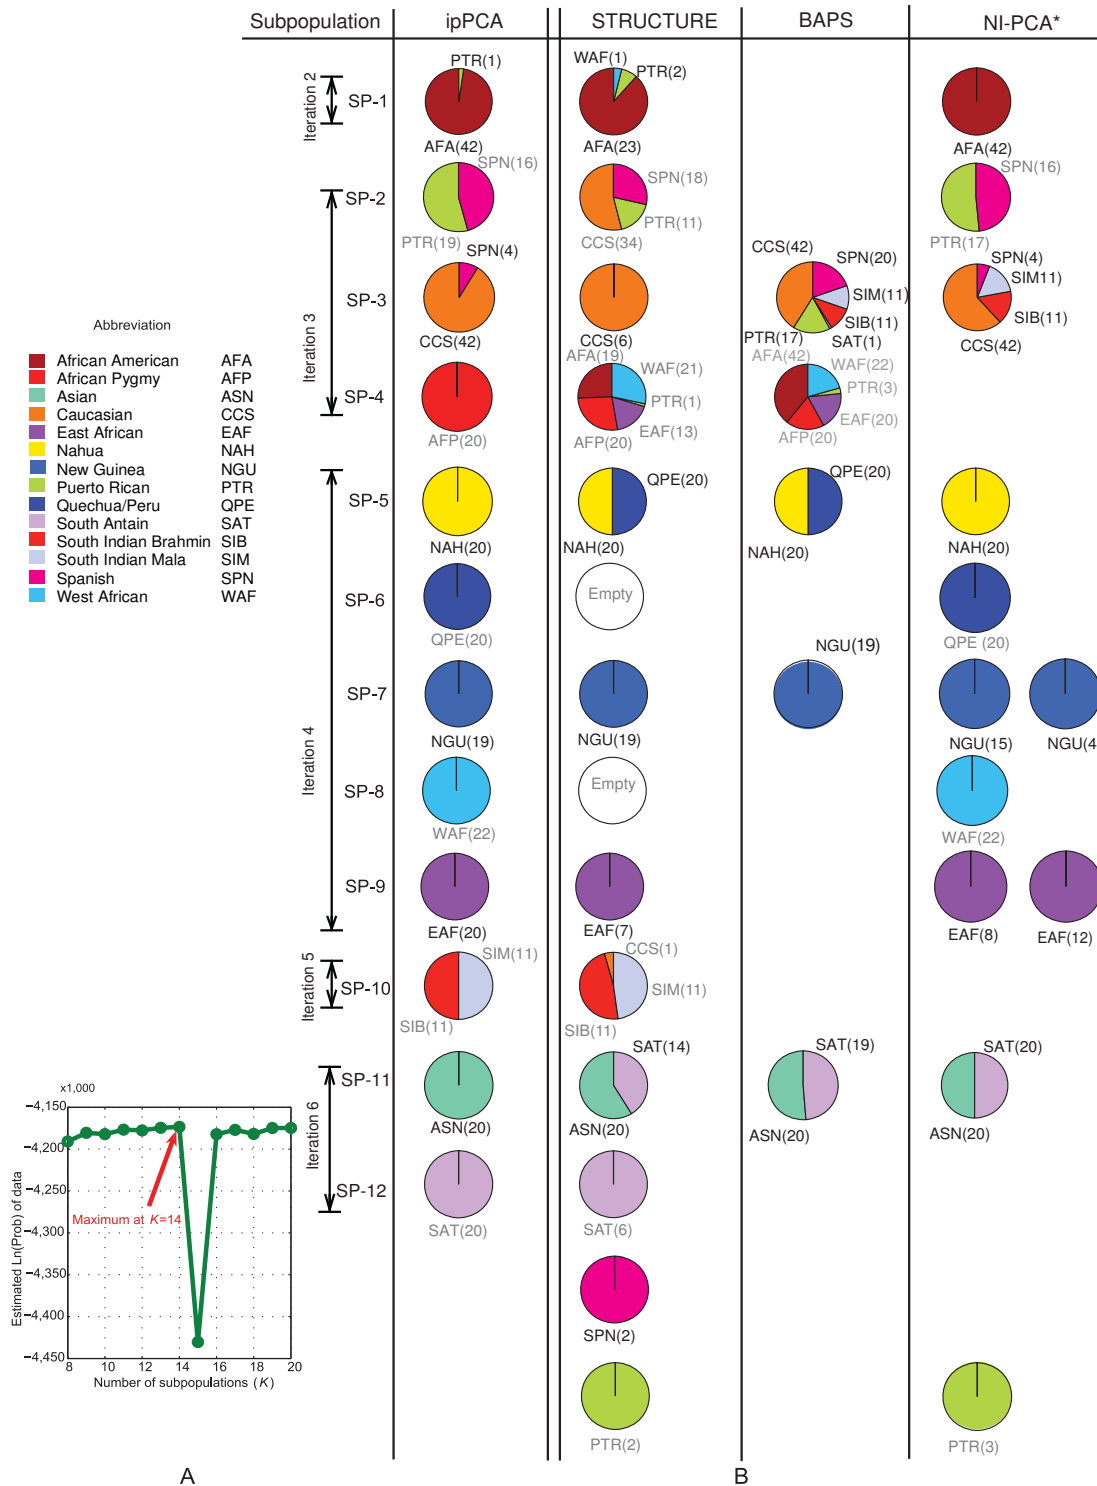 Subpopulation ipPCA STRUCTURE BAPS NI-PCA*
Iteration 2
SP-1
PTR(1)
AFA(42)
WAF(1)
PTR(2)
AFA(23)
AFA(42)
Iteration 3
SP-2
SPN(16)
PTR(19)
SPN(18)
PTR(11)
CCS(34)
SPN(16)
PTR(17)
SP-3
SPN(4)
CCS(42)
CCS(6)
CCS(42)
SPN(20)
SIM(11)
SIB(11)
SAT(1)
PTR(17)
SPN(4)
SIM11)
SIB(11)
CCS(42)
SP-4
AFP(20)
AFA(19)
WAF(21)
PTR(1)
EAF(13)
AFP(20)
AFA(42)
WAF(22)
PTR(3)
EAF(20)
AFP(20)
Abbreviation
African American AFA
African Pygmy AFP
Asian ASN
Caucasian CCS
East African EAF
Nahua NAH
New Guinea NGU
Puerto Rican PTR
Quechua/Peru QPE
South Antain SAT
South Indian Brahmin SIB
South Indian Mala SIM
Spanish SPN
West African WAF
Iteration 4
SP-5
NAH(20)
QPE(20)
NAH(20)
QPE(20)
NAH(20)
NAH(20)
SP-6
QPE(20)
Empty
QPE (20)
SP-7
NGU(19)
NGU(19)
NGU(19)
NGU(15)
NGU(4
SP-8
WAF(22)
Empty
WAF(22)
SP-9
EAF(20)
EAF(7)
EAF(8)
EAF(12)
Iteration 5
SP-10
SIM(11)
SIB(11)
CCS(1)
SIM(11)
SIB(11)
Iteration 6
SP-11
ASN(20)
SAT(14)
ASN(20)
SAT(19)
ASN(20)
SAT(20)
ASN(20)
SP-12
SAT(20)
SAT(6)
SPN(2)
PTR(2)
PTR(3)
x1,000
−4,150
−4,200
−4,250
−4,300
−4,350
−4,400
−4,450
Estimated Ln(Prob) of data
Maximum at K=14
8 10 12 14 16 18 20
Number of subpopulations (K)
A
B